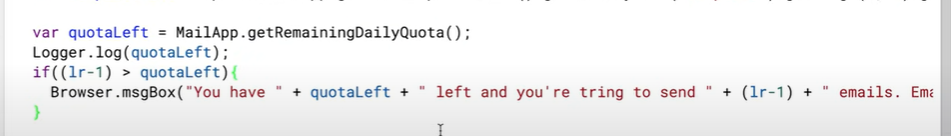 var quotaLeft = MailApp.getRemainingDailyQuota();
Logger.log(quotaLeft);
if((lr-1) > quotaLeft){
Browser.msgBox("You have " + quotaLeft + " left and you're tring to send " + (lr-1) + " emails. Ema
}